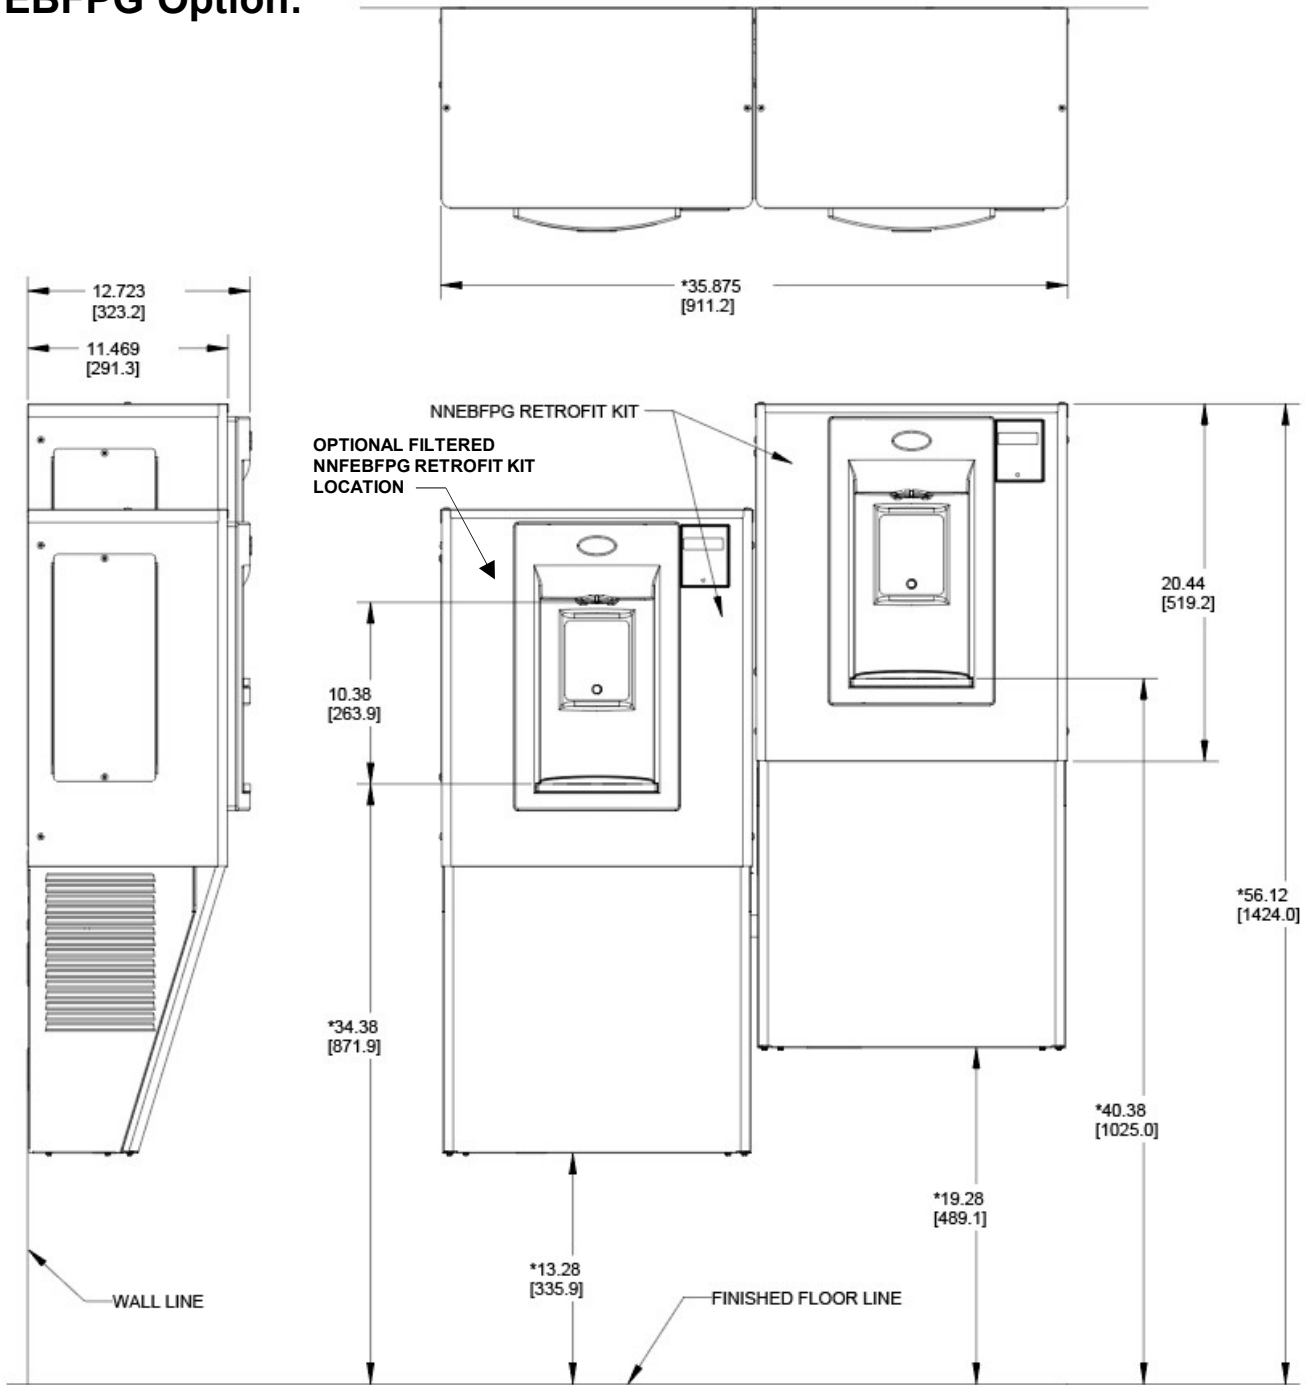 EBFPG Option:
*35.875
[911.2]
12.723
[323.2]
11.469
[291.3]
NNEBFPG RETROFIT KIT
OPTIONAL FILTERED
NNFEBFPG RETROFIT KIT
LOCATION
20.44
[519.2]
10.38
[263.9]
*56.12
[1424.0]
*34.38
[871.9]
*40.38
[1025.0]
*19.28
[489.1]
*13.28
[335.9]
WALL LINE
FINISHED FLOOR LINE